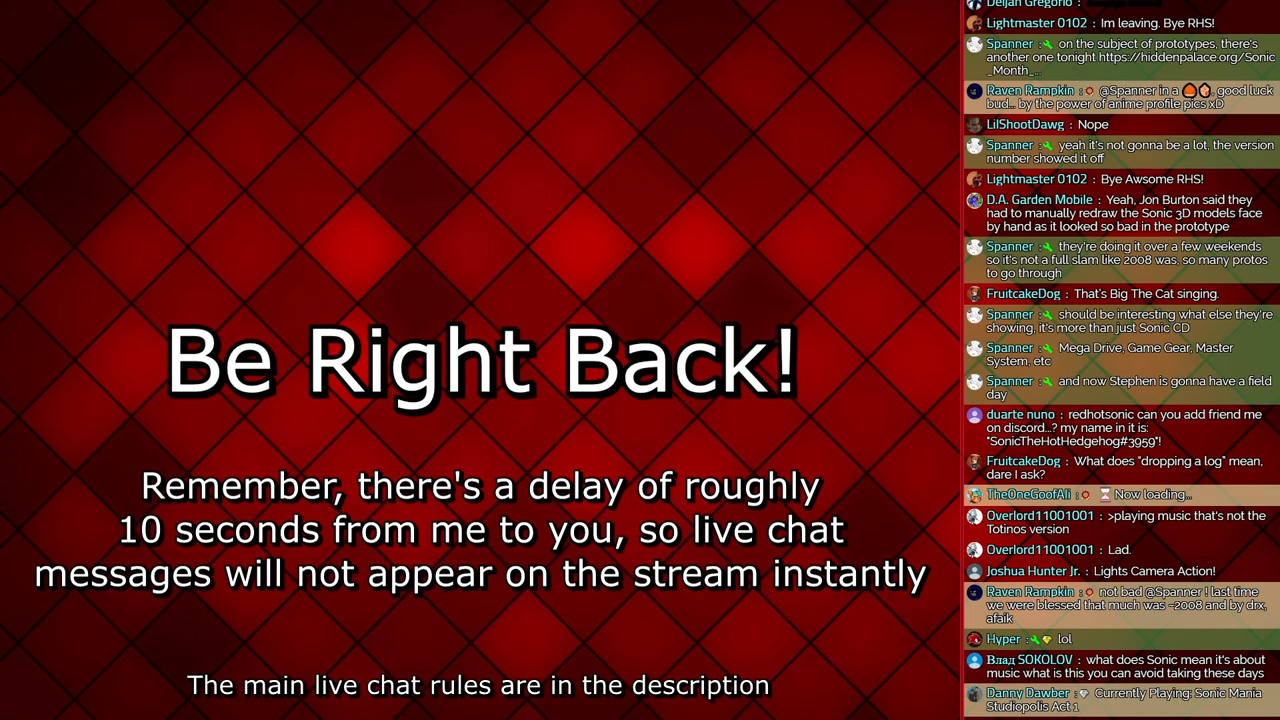 Be Right Back!
Remember, there's a delay of roughly
10 seconds from me to you, so live chat
messages will not appear on the stream instantly
The main live chat rules are in the description
Deijan Gregorio :
Lightmaster 0102 : Im leaving. Bye RHS!
Spanner : on the subject of prototypes, there's
another one tonight https://hiddenpalace.org/Sonic
_Month_...
Raven Rampkin : @Spanner in a good luck
bud... by the power of anime profile pics xD
LilShootDawg : Nope
Spanner : yeah it's not gonna be a lot, the version
number showed it off
Lightmaster 0102 : Bye Awsome RHS!
D.A. Garden Mobile : Yeah, Jon Burton said they
had to manually redraw the Sonic 3D models face
by hand as it looked so bad in the prototype
Spanner : they're doing it over a few weekends
so it's not a full slam like 2008 was, so many protos
to go through
FruitcakeDog : That's Big The Cat singing.
Spanner : should be interesting what else they're
showing, it's more than just Sonic CD
Spanner : Mega Drive, Game Gear, Master
System, etc
Spanner : and now Stephen is gonna have a field
day
duarte nuno : redhotsonic can you add friend me
on discord...? my name in it is:
"SonicTheHotHedgehog#3959"!
FruitcakeDog : What does "dropping a log" mean,
dare I ask?
TheOneGoofAli : Now loading...
Overlord11001001 : >playing music that's not the
Totinos version
Overlord11001001 : Lad.
Joshua Hunter Jr. : Lights Camera Action!
Raven Rampkin : not bad @Spanner ! last time
we were blessed that much was ~2008 and by drx,
afaik
Hyper : lol
Влад SOKOLOV : what does Sonic mean it's about
music what is this you can avoid taking these days
Danny Dawber : Currently Playing: Sonic Mania
Studiopolis Act 1